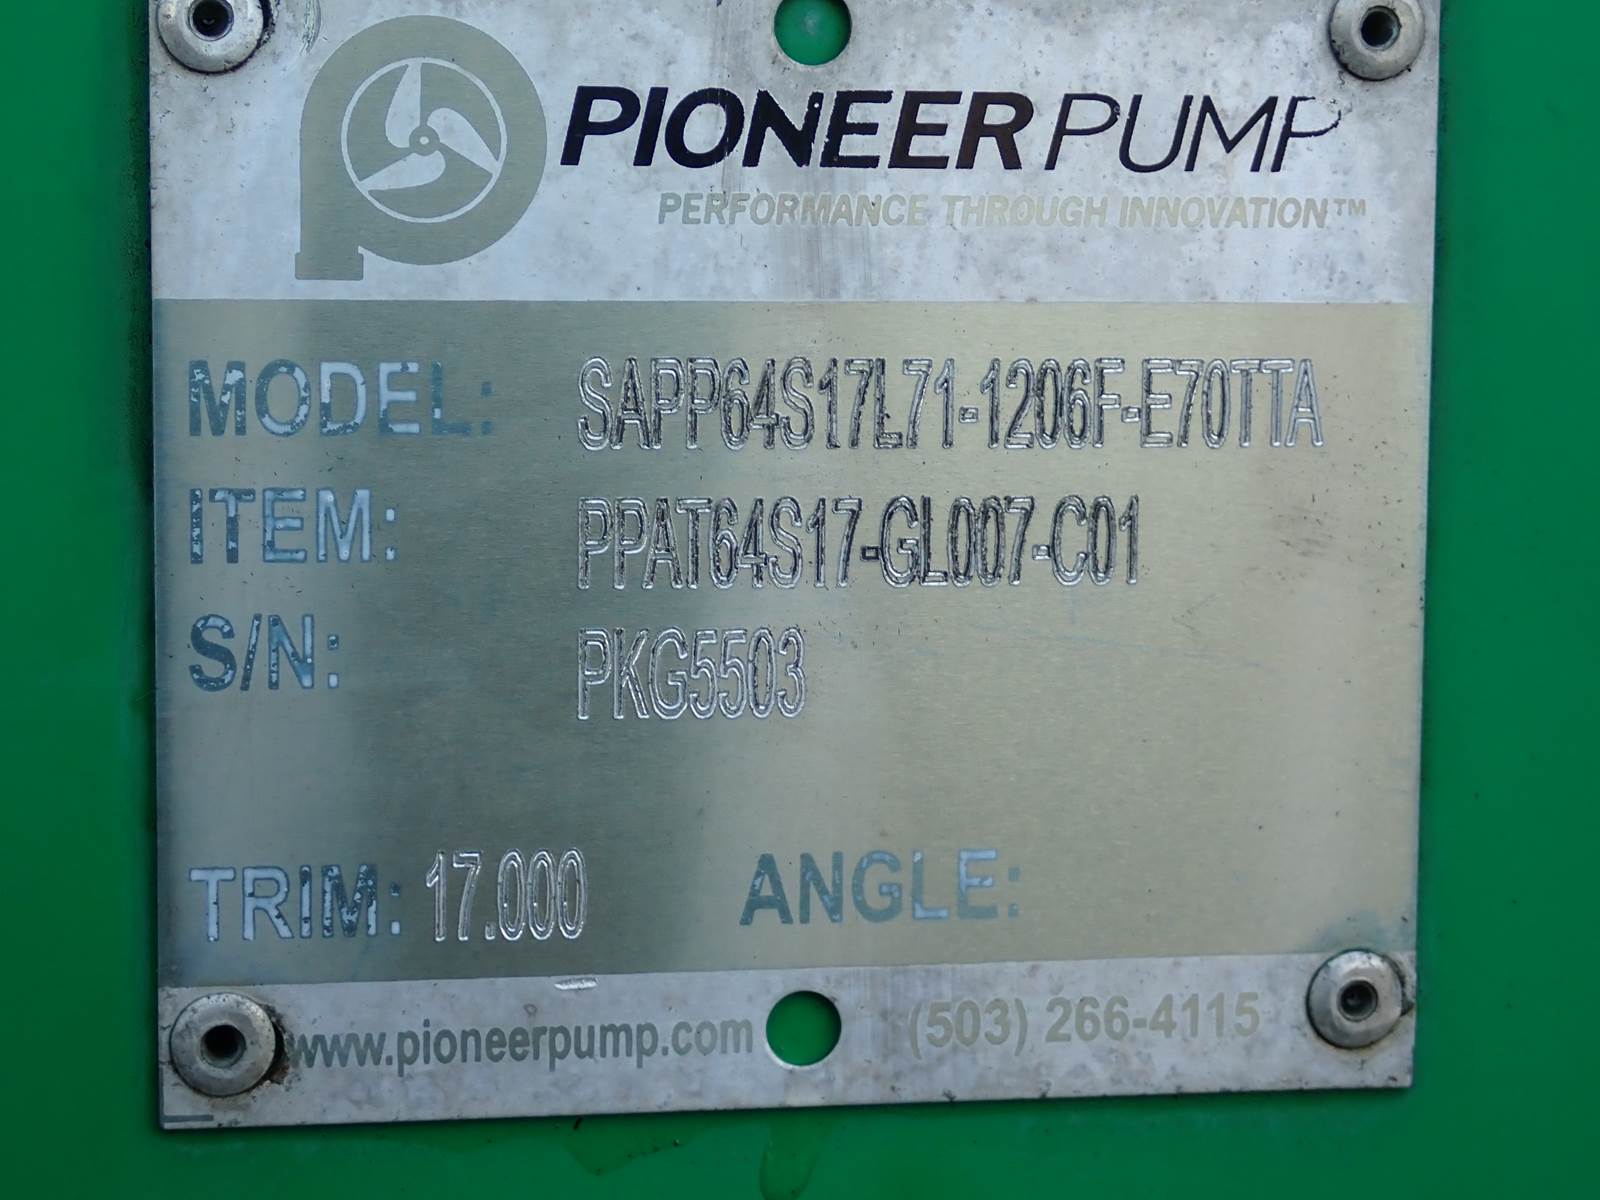 PIONEER PUMP
PERFORMANCE THROUGH INNOVATION™
MODEL: SAPP64S17L71-1206F-E70TTA
ITEM: PPAT64S17-GL007-C01
S/N: PKG5503
TRIM: 17.000 ANGLE:
www.pioneerpump.com (503) 266-4115